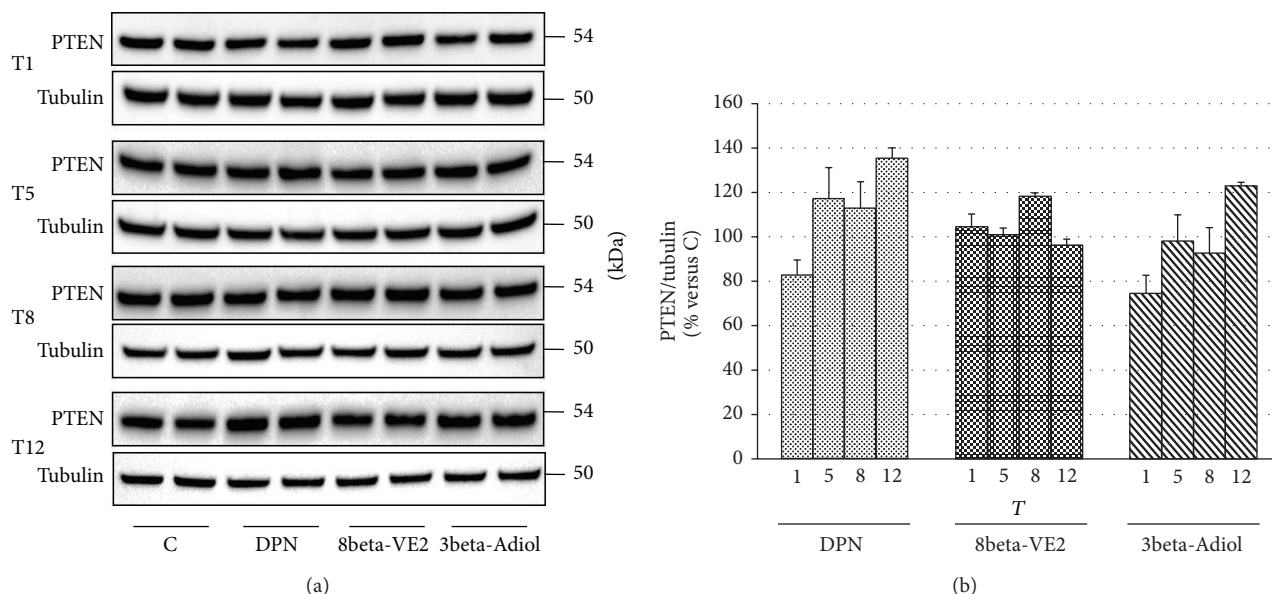 T1
PTEN
54
Tubulin
50
T5
PTEN
54
Tubulin
50
T8
PTEN
54
Tubulin
50
T12
PTEN
54
Tubulin
50
(kDa)
C DPN 8beta-VE2 3beta-Adiol
(a)
PTEN/tubulin
(% versus C)
160
140
120
100
80
60
40
20
0
1 5 8 12 1 5 8 12 1 5 8 12
T
DPN 8beta-VE2 3beta-Adiol
(b)